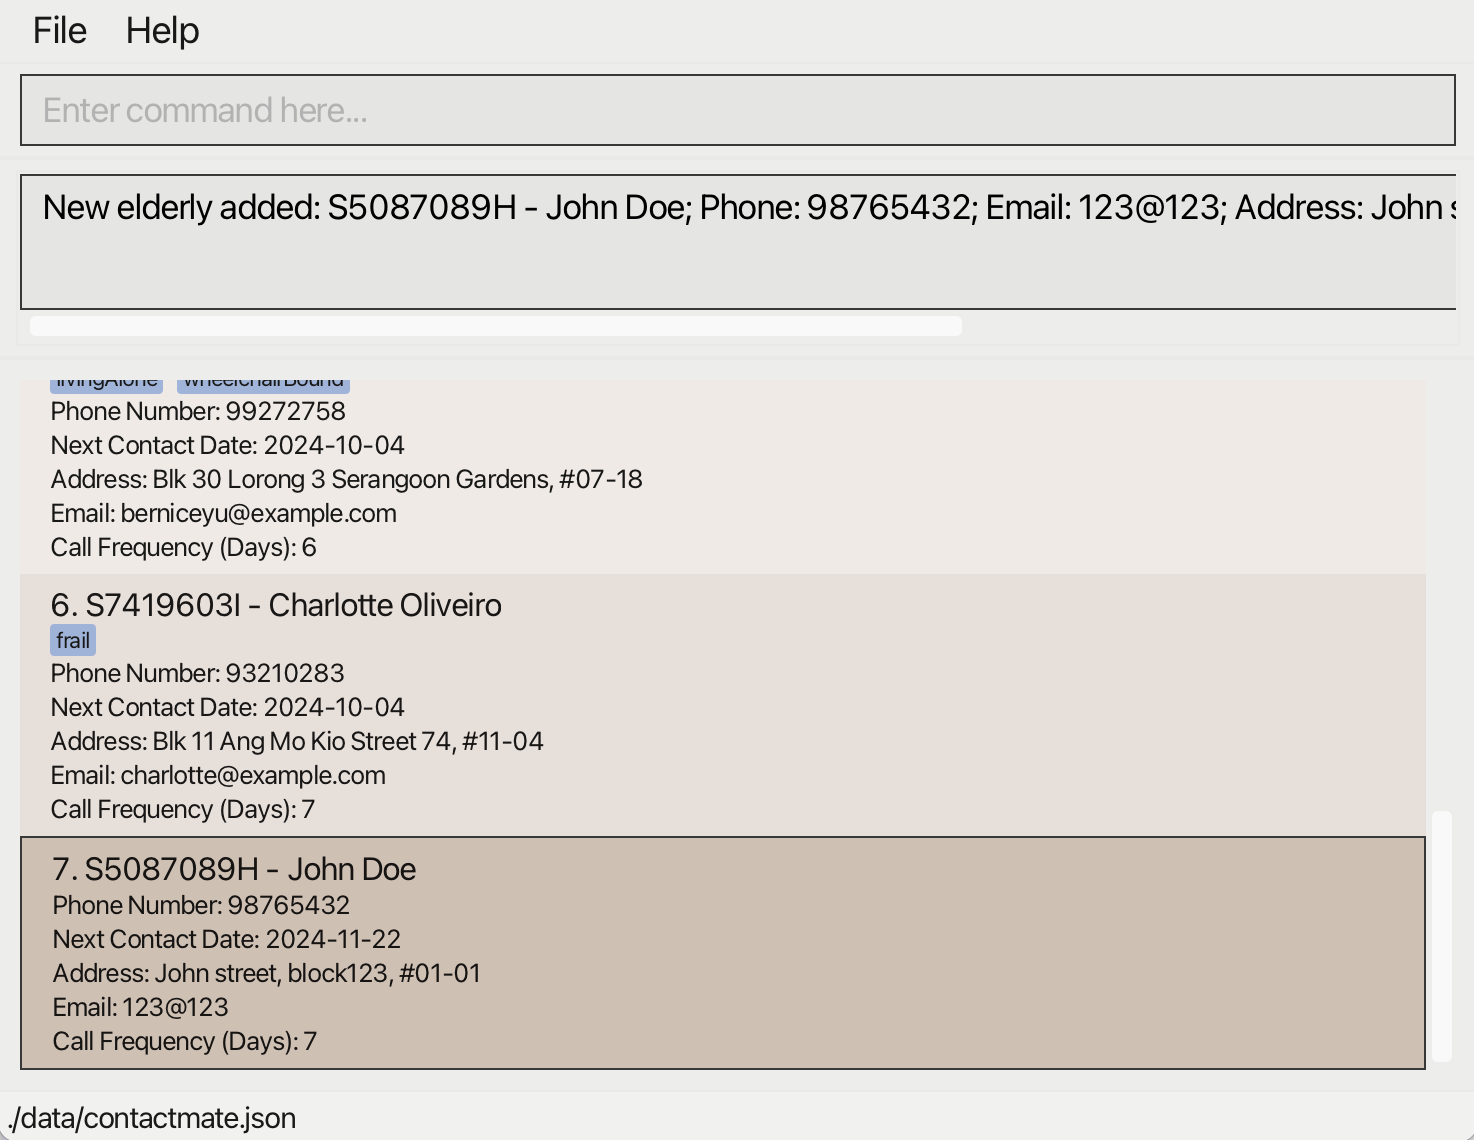 File Help
Enter command here...
New elderly added: S5087089H - John Doe; Phone: 98765432; Email: 123@123; Address: John
livingAlone wheelchairBound
Phone Number: 99272758
Next Contact Date: 2024-10-04
Address: Blk 30 Lorong 3 Serangoon Gardens, #07-18
Email: berniceyu@example.com
Call Frequency (Days): 6
6. S7419603I - Charlotte Oliveiro
frail
Phone Number: 93210283
Next Contact Date: 2024-10-04
Address: Blk 11 Ang Mo Kio Street 74, #11-04
Email: charlotte@example.com
Call Frequency (Days): 7
7. S5087089H - John Doe
Phone Number: 98765432
Next Contact Date: 2024-11-22
Address: John street, block123, #01-01
Email: 123@123
Call Frequency (Days): 7
./data/contactmate.json